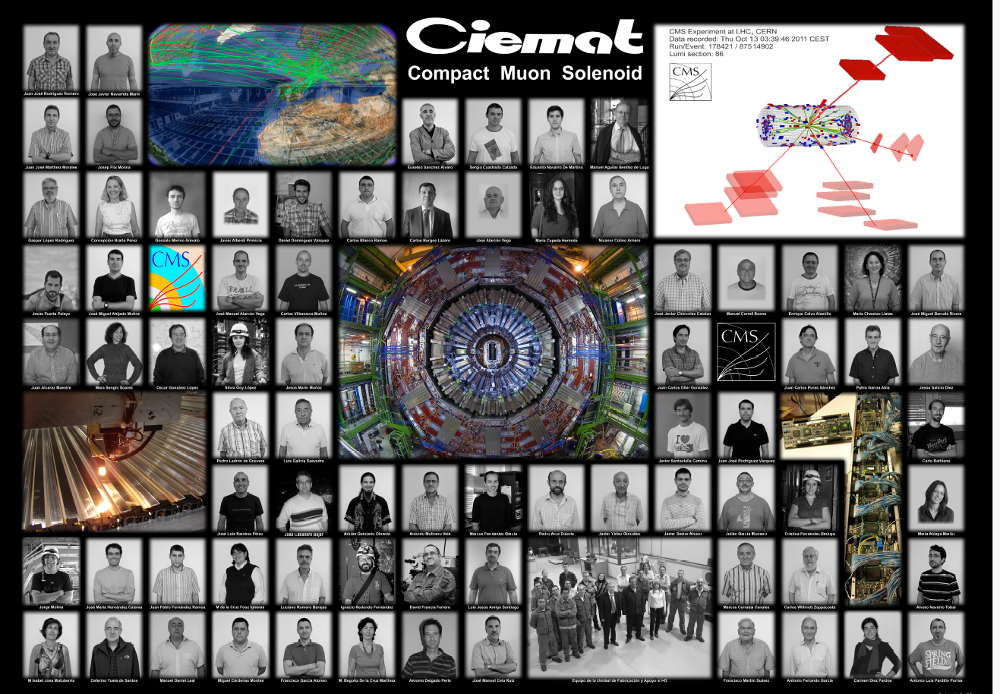 Ciemat
Compact Muon Solenoid
CMS Experiment at LHC, CERN
Data recorded: Thu Oct 13 03:39:46 2011 CEST
Run/Event: 178421 / 87514902
Lumi section: 86
CMS
Juan José Rodríguez Romero
José Javier Navarrete Marín
Juan José Martínez Morales
Josep Flix Molina
Eusebio Sánchez Álvaro
Sergio Cuadrado Calzada
Eduardo Navarro De Martino
Manuel Aguilar Benítez de Lugo
Gaspar López Rodríguez
Concepción Braña Pérez
Gonzalo Merino Arévalo
Javier Alberdi Primicia
Daniel Domínguez Vázquez
Carlos Blanco Ramos
Carlos Burgos Lázaro
José Alarcón Vega
María Cepeda Hermida
Nicanor Colino Arriero
CMS
Jesús Puerta Pelayo
José Miguel Ahijado Muñoz
José Manuel Alarcón Vega
Carlos Villanueva Muñoz
José Javier Chércoles Catalán
Manuel Corrall Buena
Enrique Calvo Alamillo
María Chamizo Llatas
José Miguel Barcala Rivera
CMS
Juan Alcaraz Maestre
Mara Senghi Soares
Oscar González López
Silvia Goy López
Jesús Marín Muñoz
Juan Carlos Oller González
Juan Carlos Puras Sánchez
Pablo García Abia
Jesús Salicio Diez
Pedro Ladrón de Guevara
Luis Galicia Saavedra
Javier Santaolalla Camino
Juan José Rodríguez Vázquez
Carlo Battilana
José Luis Ramírez Pérez
José Caballero Bejar
Adrián Quintario Olmeda
Antonio Mollinero Vela
Marcos Fernández García
Pedro Arce Dubois
Javier Yáñez González
Javier Sastre Álvaro
Julián García Romero
Cristina Fernández Bedoya
María Aldaya Martín
Jorge Molina
José María Hernández Calama
Juan Pablo Fernández Ramos
M de la Cruz Fouz Iglesias
Luciano Romero Barajas
Ignacio Redondo Fernández
David Francia Ferrero
Luis Jesús Amigo Santiago
Marcos Cerrada Canales
Carlos Willmott Zappacosta
Alvaro Navarro Tobar
M Isabel Josa Mutuberría
Ceferino Yuste de Santos
Manuel Daniel Leal
Miguel Cárdenas Montes
Francisco García Alonso
M. Begoña De la Cruz Martínez
Antonio Delgado Peris
José Manuel Cela Ruiz
Equipo de la Unidad de Fabricación y Apoyo a I+D
Francisco Martín Suárez
Antonio Ferrando García
Carmen Diez Pardos
Antonio Luis Pardillo Porras
SPRING
FIELD